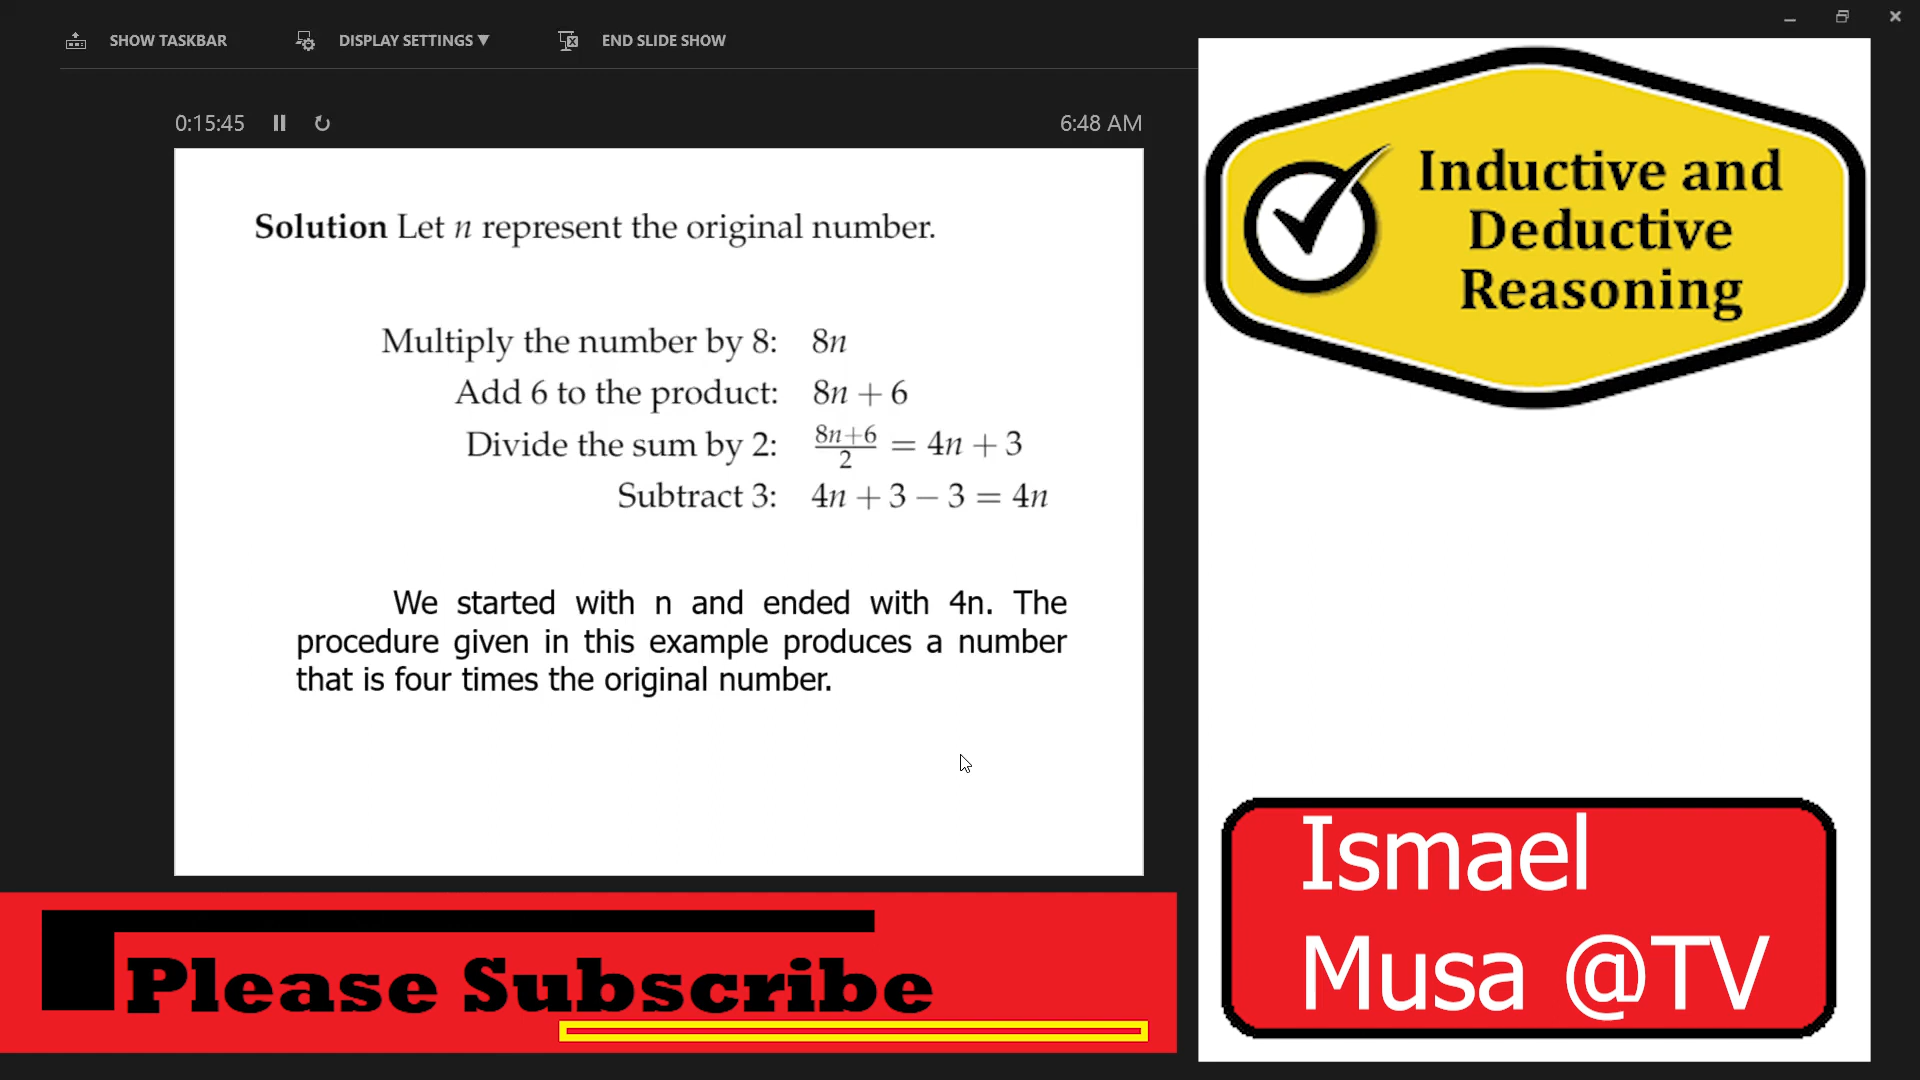 SHOW TASKBAR
DISPLAY SETTINGS ▼
END SLIDE SHOW
0:15:45
6:48 AM
Solution Let n represent the original number.
Multiply the number by 8: 8n
Add 6 to the product: 8n + 6
Divide the sum by 2: \frac{8n+6}{2} = 4n + 3
Subtract 3: 4n + 3 − 3 = 4n
We started with n and ended with 4n. The
procedure given in this example produces a number
that is four times the original number.
Inductive and
Deductive
Reasoning
Ismael
Musa @TV
Please Subscribe